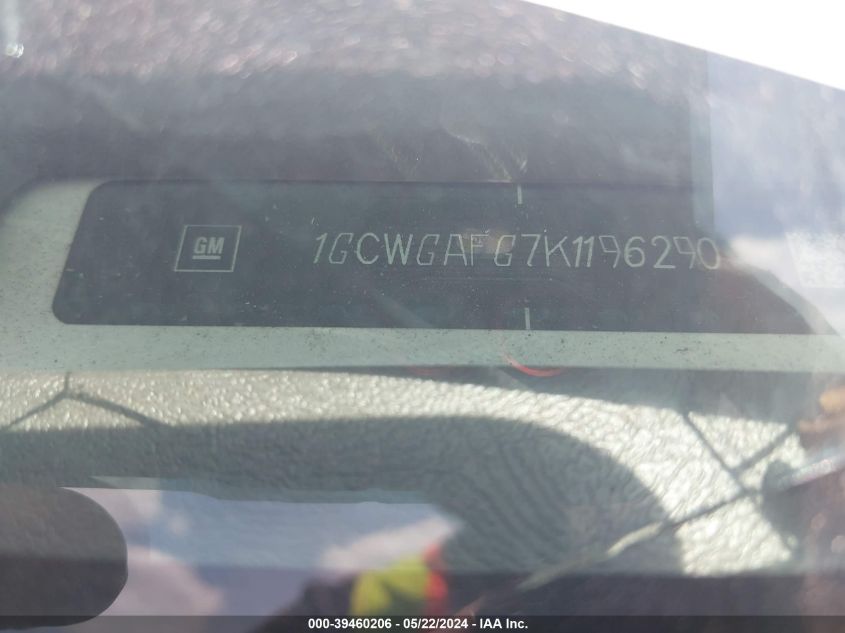 GM 1GCWGAFG7K1196290
000-39460206 - 05/22/2024 - IAA Inc.